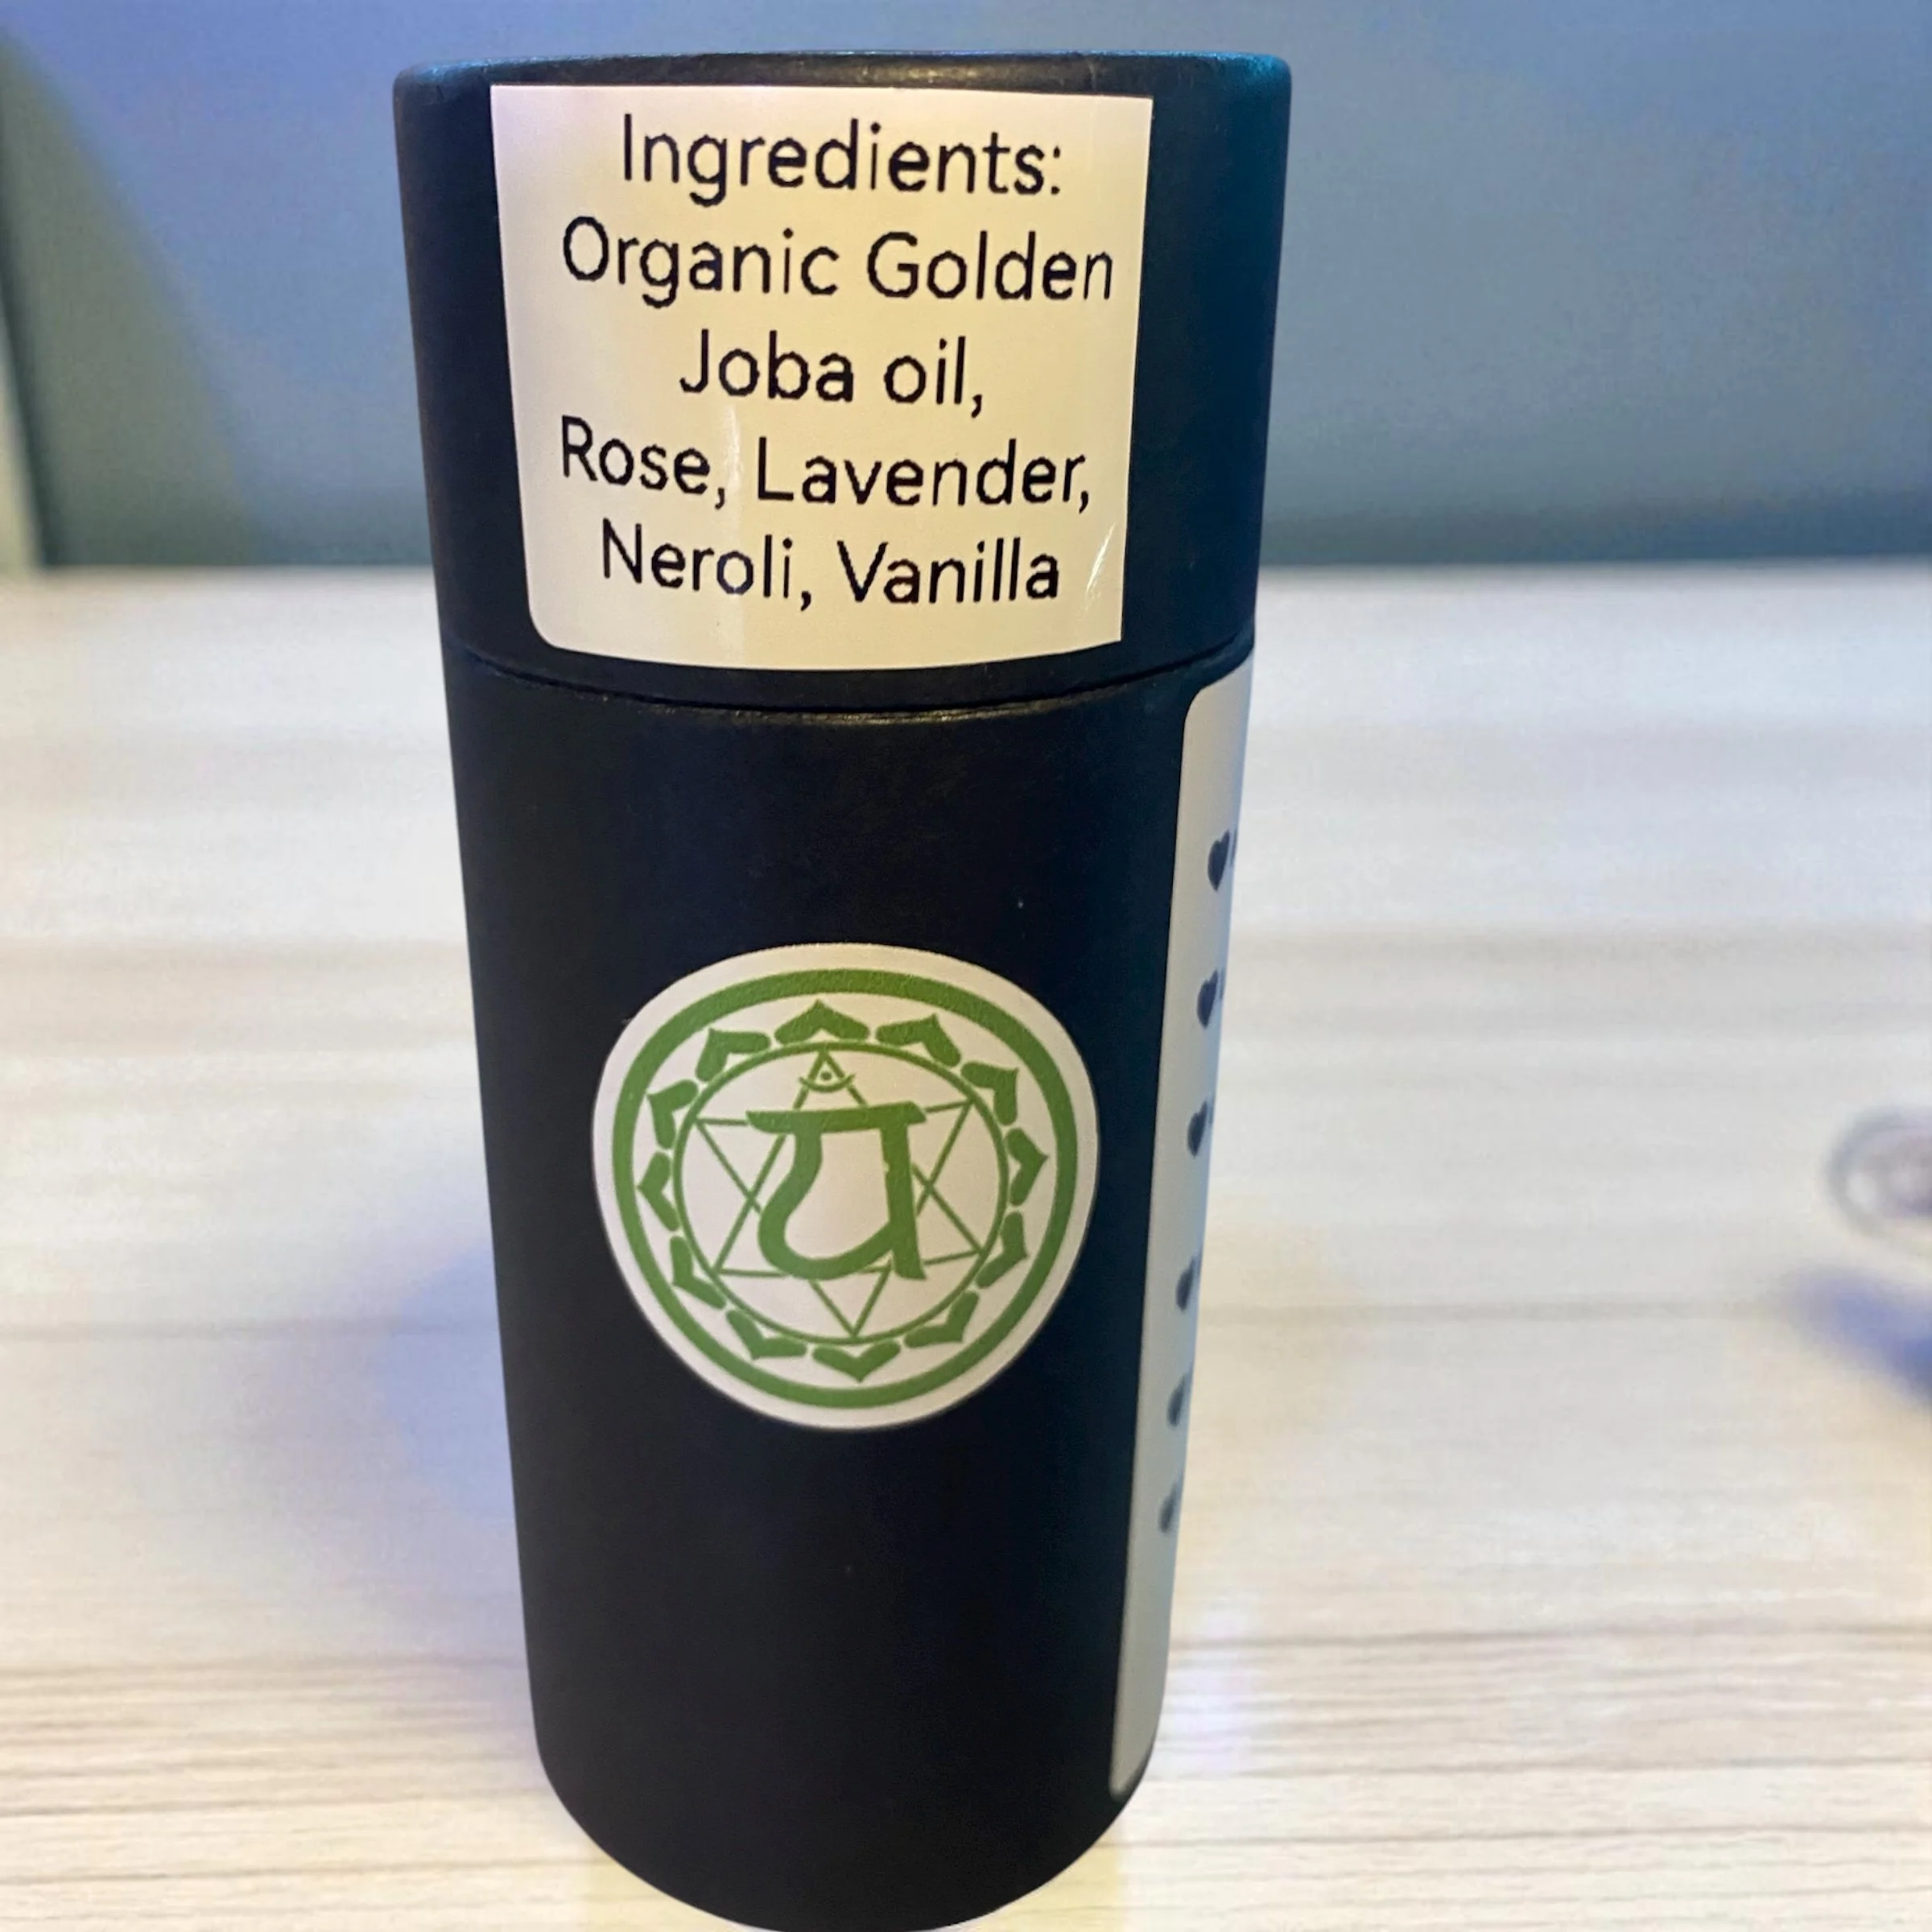 Ingredients:
Organic Golden
Joba oil,
Rose, Lavender,
Neroli, Vanilla
य